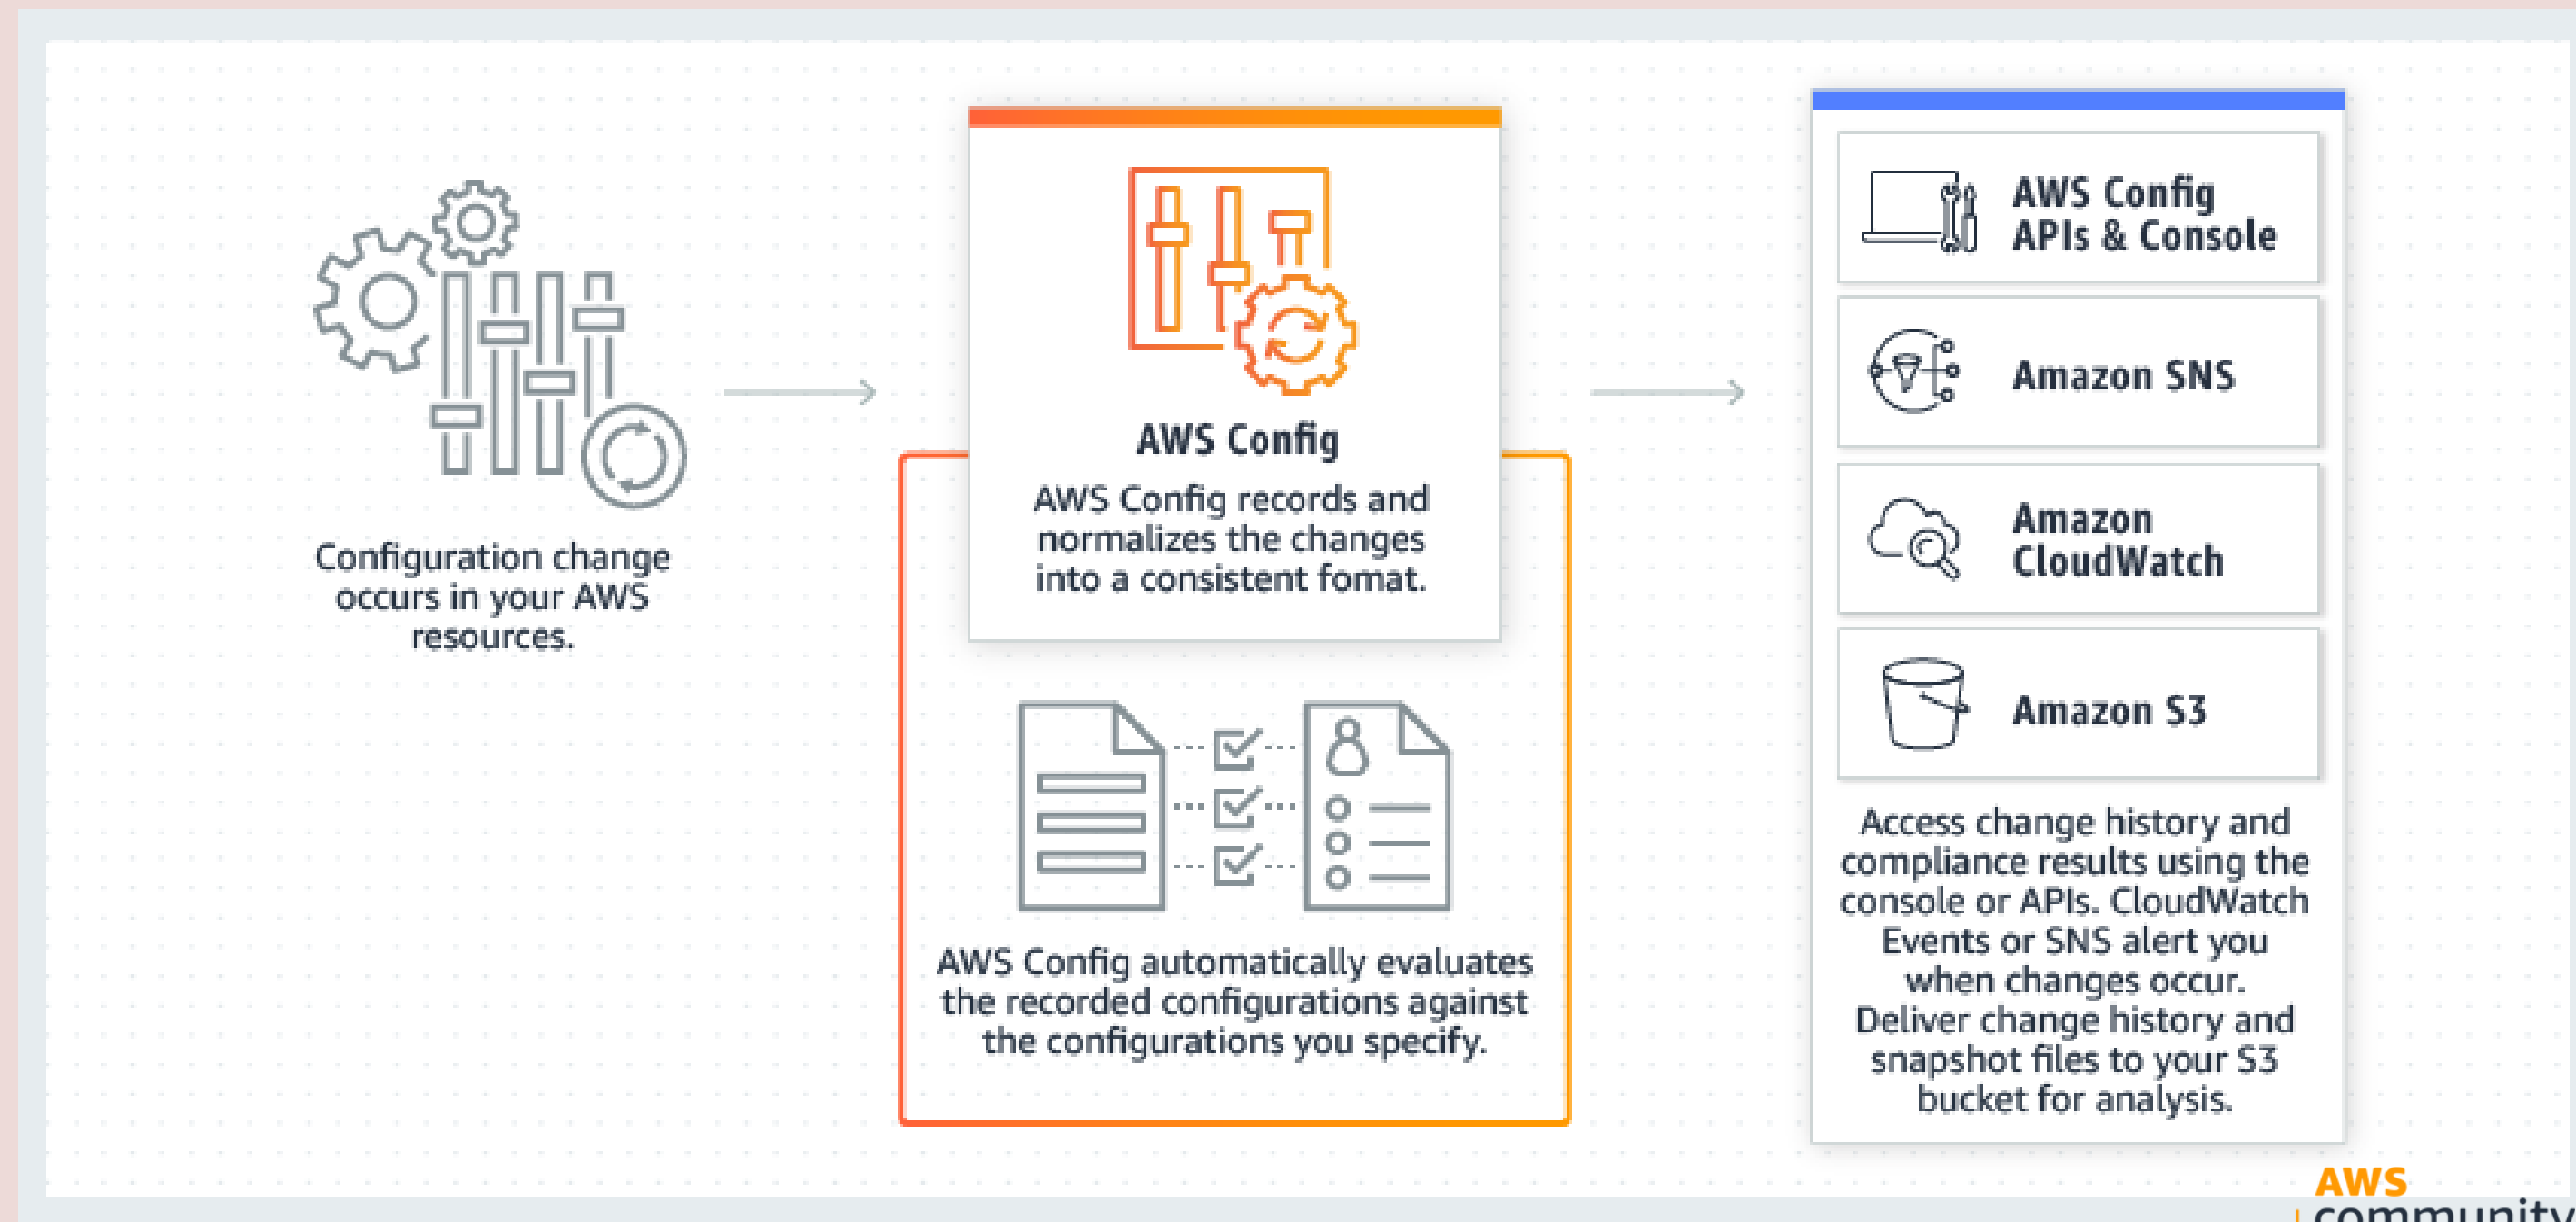 Configuration change
occurs in your AWS
resources.
AWS Config
AWS Config records and
normalizes the changes
into a consistent fomat.
AWS Config automatically evaluates
the recorded configurations against
the configurations you specify.
AWS Config
APIs & Console
Amazon SNS
Amazon
CloudWatch
Amazon S3
Access change history and
compliance results using the
console or APIs. CloudWatch
Events or SNS alert you
when changes occur.
Deliver change history and
snapshot files to your S3
bucket for analysis.
AWS
community